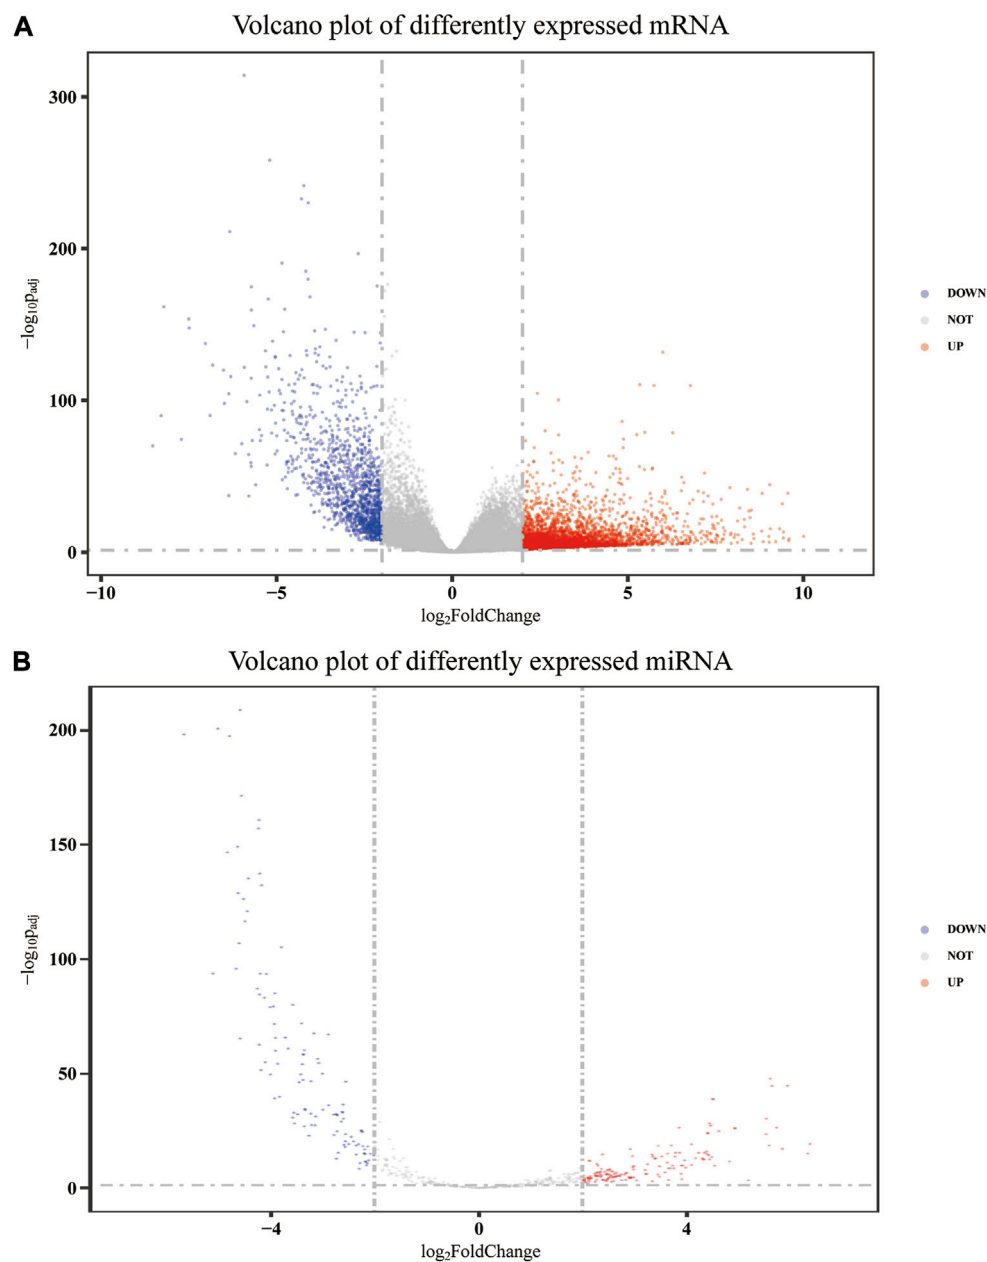 A
Volcano plot of differently expressed mRNA
300
200
100
0
−log₁₀pₐdj
−10
−5
0
5
10
log₂FoldChange
DOWN
NOT
UP
B
Volcano plot of differently expressed miRNA
200
150
100
50
0
−log₁₀pₐdj
−4
0
4
log₂FoldChange
DOWN
NOT
UP